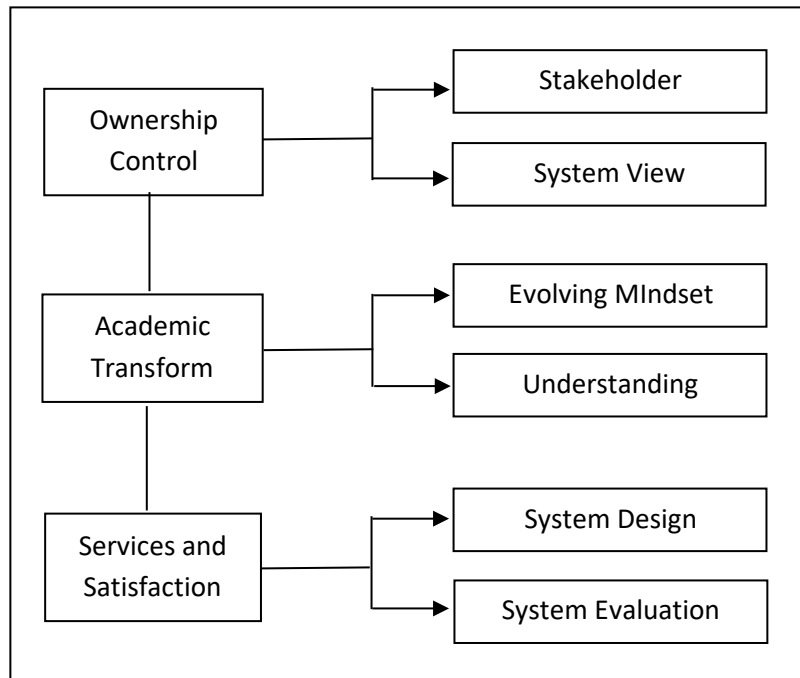 Ownership
Control
Stakeholder
System View
Academic
Transform
Evolving MIndset
Understanding
Services and
Satisfaction
System Design
System Evaluation